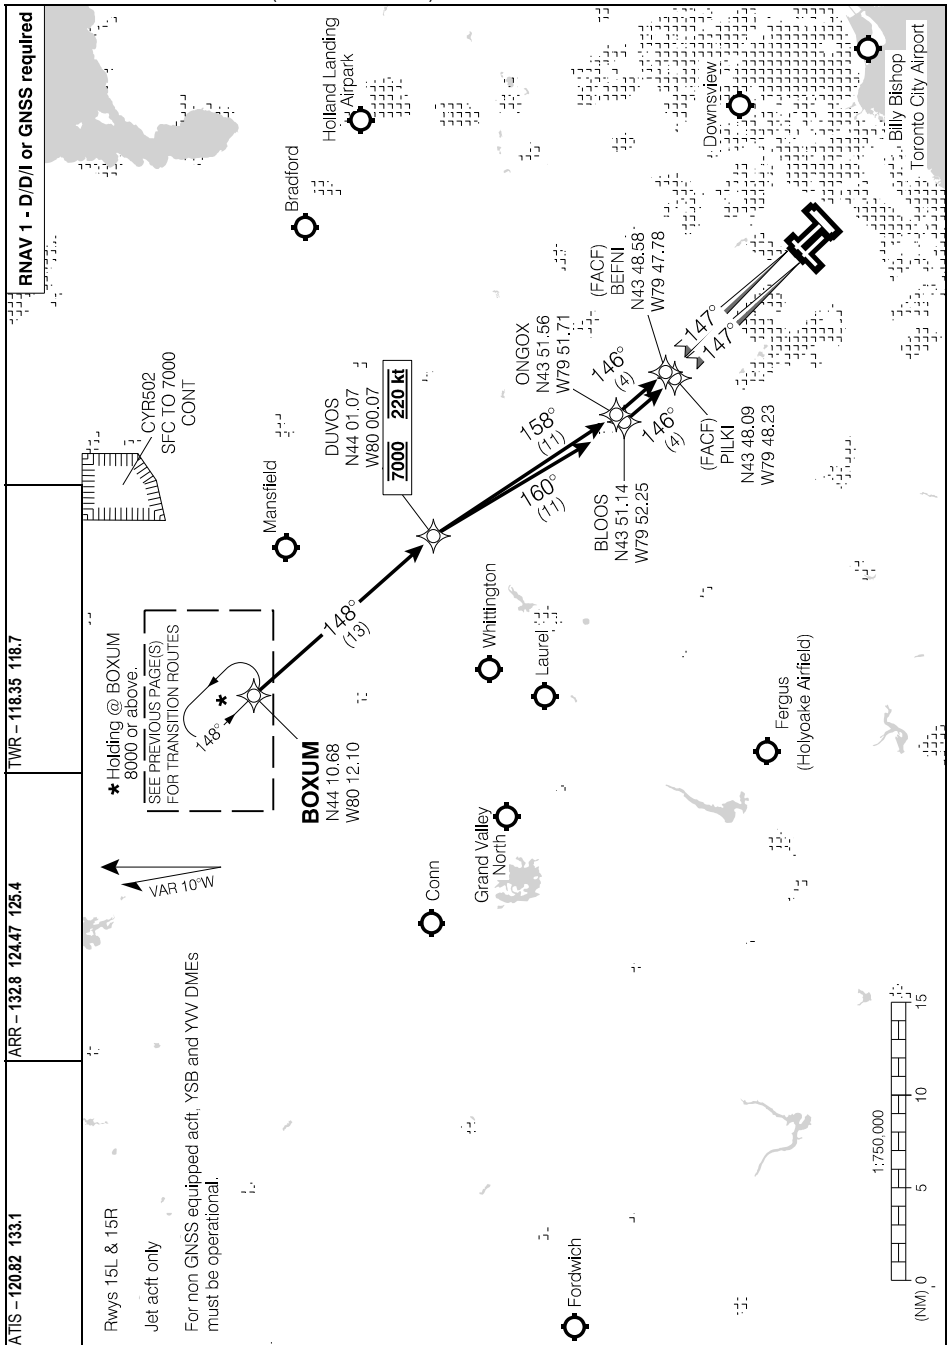 ATIS – 120.82 133.1
ARR – 132.8 124.47 125.4
TWR – 118.35 118.7
RNAV 1 - D/D/I or GNSS required
Rwys 15L & 15R
Jet acft only
For non GNSS equipped acft, YSB and YVV DMEs
must be operational.
VAR 10°W
* Holding @ BOXUM
8000 or above.
SEE PREVIOUS PAGE(S)
FOR TRANSITION ROUTES
148°
*
BOXUM
N44 10.68
W80 12.10
CYR502
SFC TO 7000
CONT
Mansfield
Bradford
Holland Landing
Airpark
148°
(13)
DUVOS
N44 01.07
W80 00.07
7000 220 kt
158°
(11)
160°
(11)
ONGOX
N43 51.56
W79 51.71
BLOOS
N43 51.14
W79 52.25
146°
(4)
146°
(4)
(FACF)
BEFNI
N43 48.58
W79 47.78
(FACF)
PILKI
N43 48.09
W79 48.23
147°
147°
Downsview
Billy Bishop
Toronto City Airport
Conn
Grand Valley
North
Whittington
Laurel
Fergus
(Holyoake Airfield)
Fordwich
1:750,000
(NM) 0 5 10 15